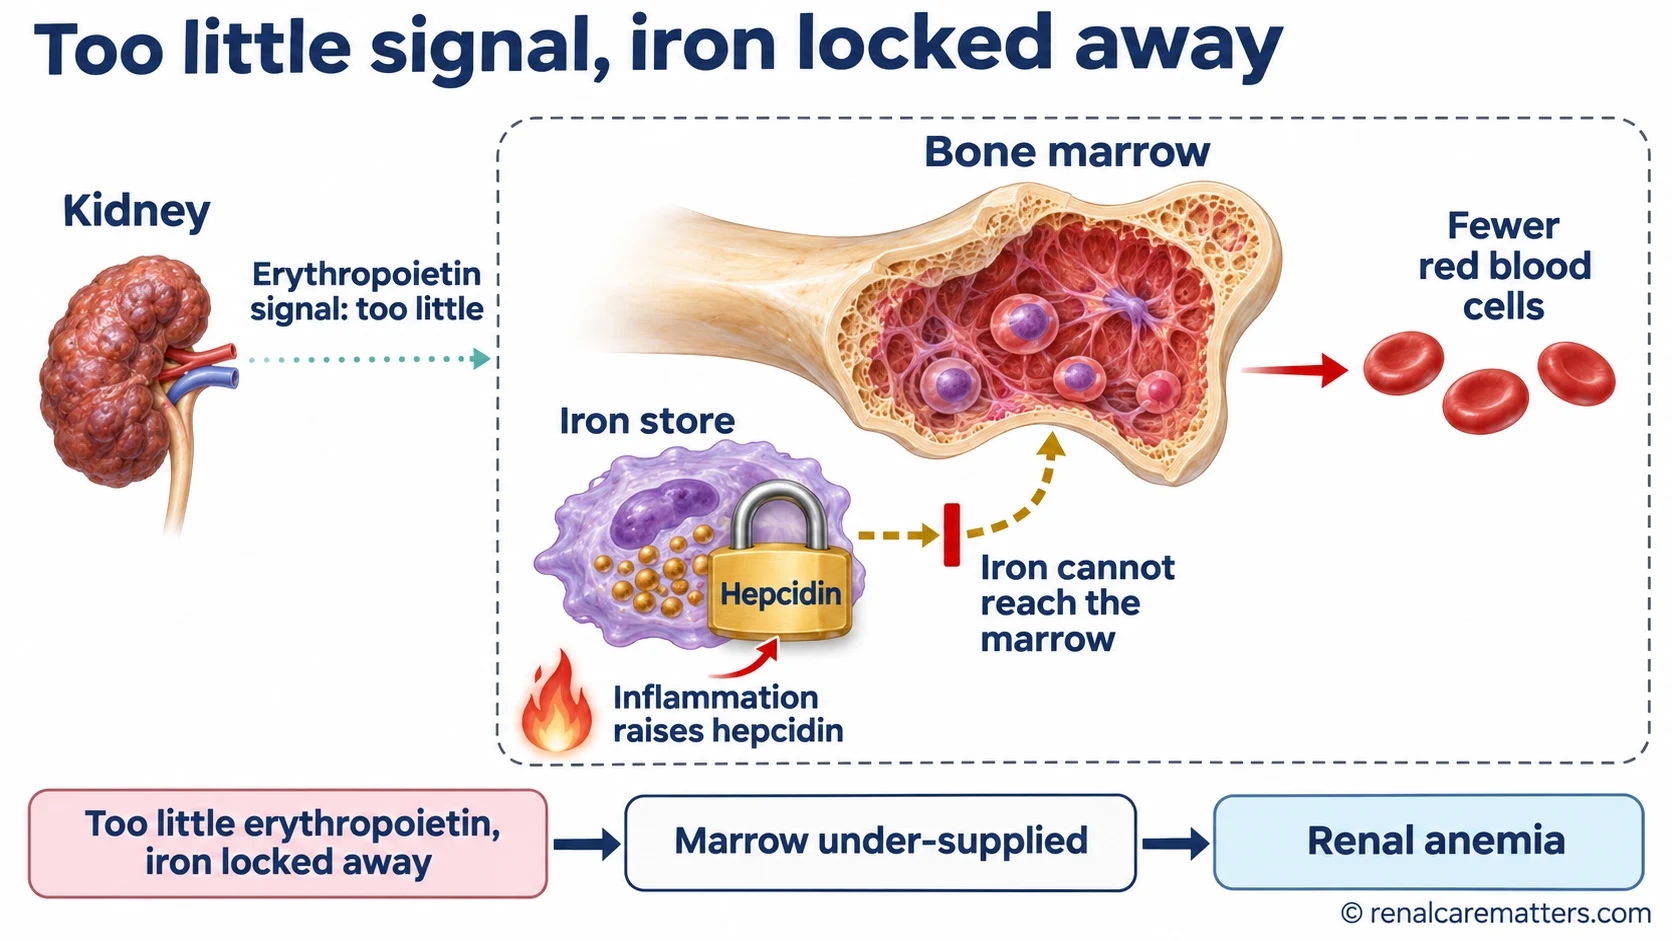 Too little signal, iron locked away
Bone marrow
Kidney
Erythropoietin
signal: too little
Fewer
red blood
cells
Iron store
Hepcidin
Iron cannot
reach the
marrow
Inflammation
raises hepcidin
Too little erythropoietin,
iron locked away
Marrow under-supplied
Renal anemia
© renalcarematters.com